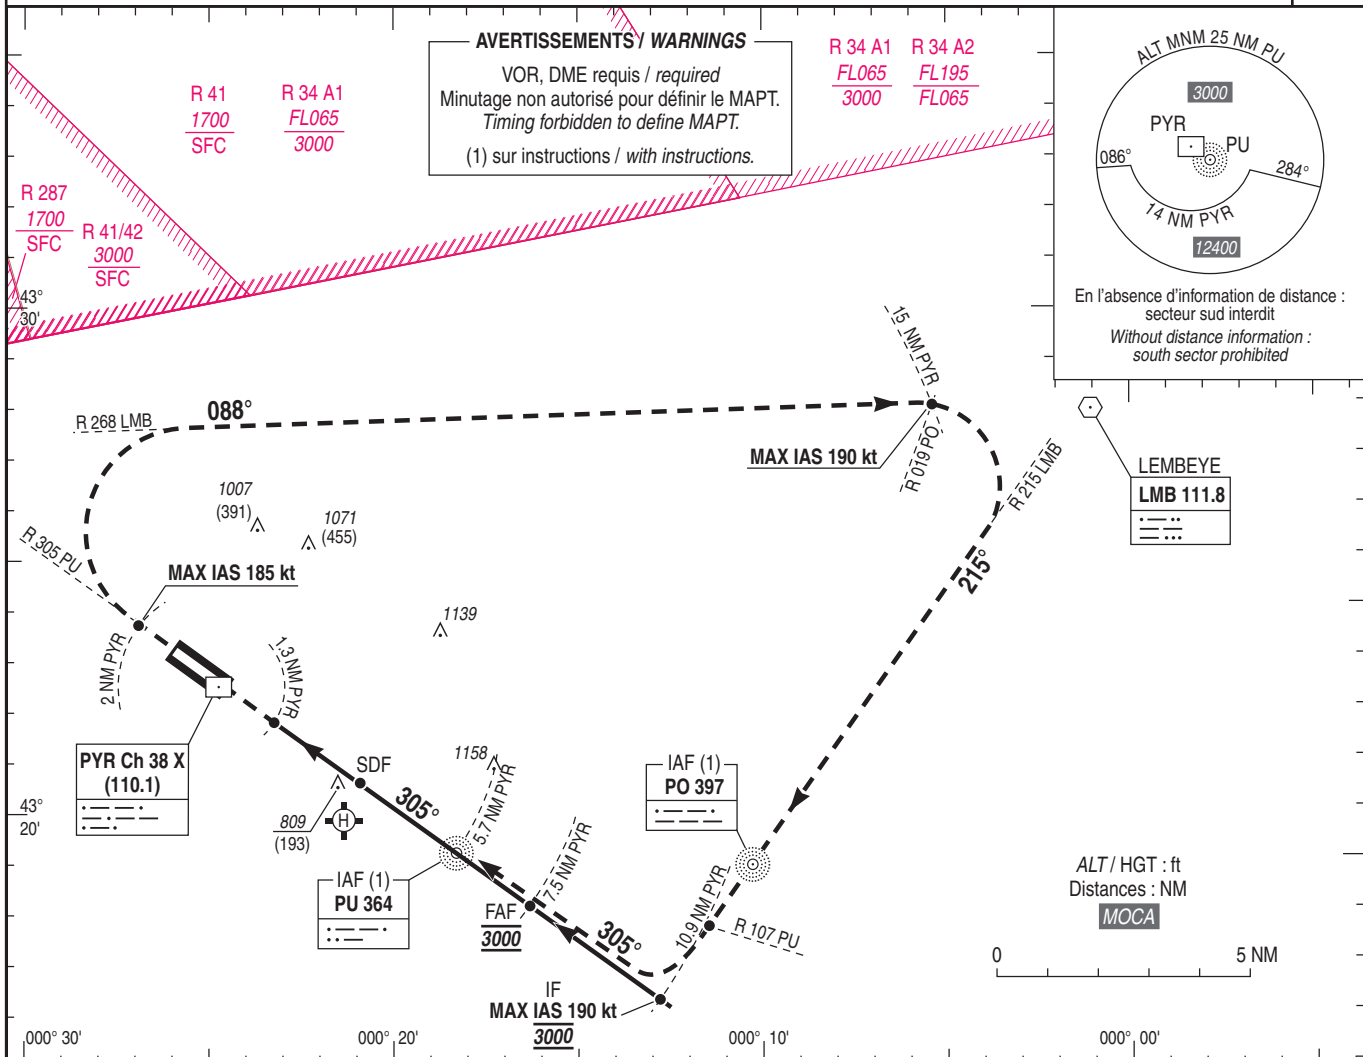 AVERTISSEMENTS / WARNINGS
VOR, DME requis / required
Minutage non autorisé pour définir le MAPT.
Timing forbidden to define MAPT.
(1) sur instructions / with instructions.
R 41
1700
SFC
R 34 A1
FL065
3000
R 34 A1
FL065
3000
R 34 A2
FL195
FL065
R 287
1700
SFC
R 41/42
3000
SFC
ALT MNM 25 NM PU
3000
PYR
PU
086°
284°
14 NM PYR
12400
En l'absence d'information de distance :
secteur sud interdit
Without distance information :
south sector prohibited
43°
30'
15 NM PYR
R 268 LMB
088°
MAX IAS 190 kt
R 019 PO
R 215 LMB
LEMBEYE
LMB 111.8
1007
(391)
1071
(455)
R 305 PU
MAX IAS 185 kt
215°
1139
2 NM PYR
1.3 NM PYR
PYR Ch 38 X
(110.1)
SDF
1158
5.7 NM PYR
IAF (1)
PO 397
305°
43°
20'
809
(193)
H
7.5 NM PYR
IAF (1)
PU 364
FAF
3000
305°
10.9 NM PYR
R 107 PU
ALT / HGT : ft
Distances : NM
MOCA
0
5 NM
IF
MAX IAS 190 kt
3000
000° 30'
000° 20'
000° 10'
000° 00'